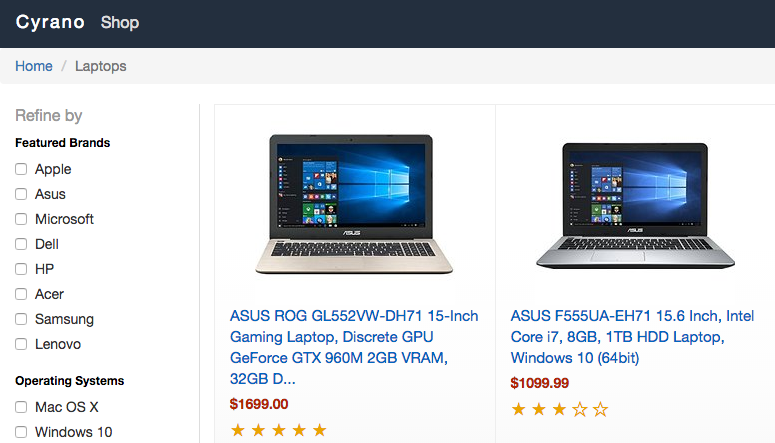 Cyrano Shop
Home / Laptops
Refine by
Featured Brands
Apple
Asus
Microsoft
Dell
HP
Acer
Samsung
Lenovo
Operating Systems
Mac OS X
Windows 10
ASUS
ASUS ROG GL552VW-DH71 15-Inch
Gaming Laptop, Discrete GPU
GeForce GTX 960M 2GB VRAM,
32GB D...
$1699.00
ASUS
ASUS F555UA-EH71 15.6 Inch, Intel
Core i7, 8GB, 1TB HDD Laptop,
Windows 10 (64bit)
$1099.99